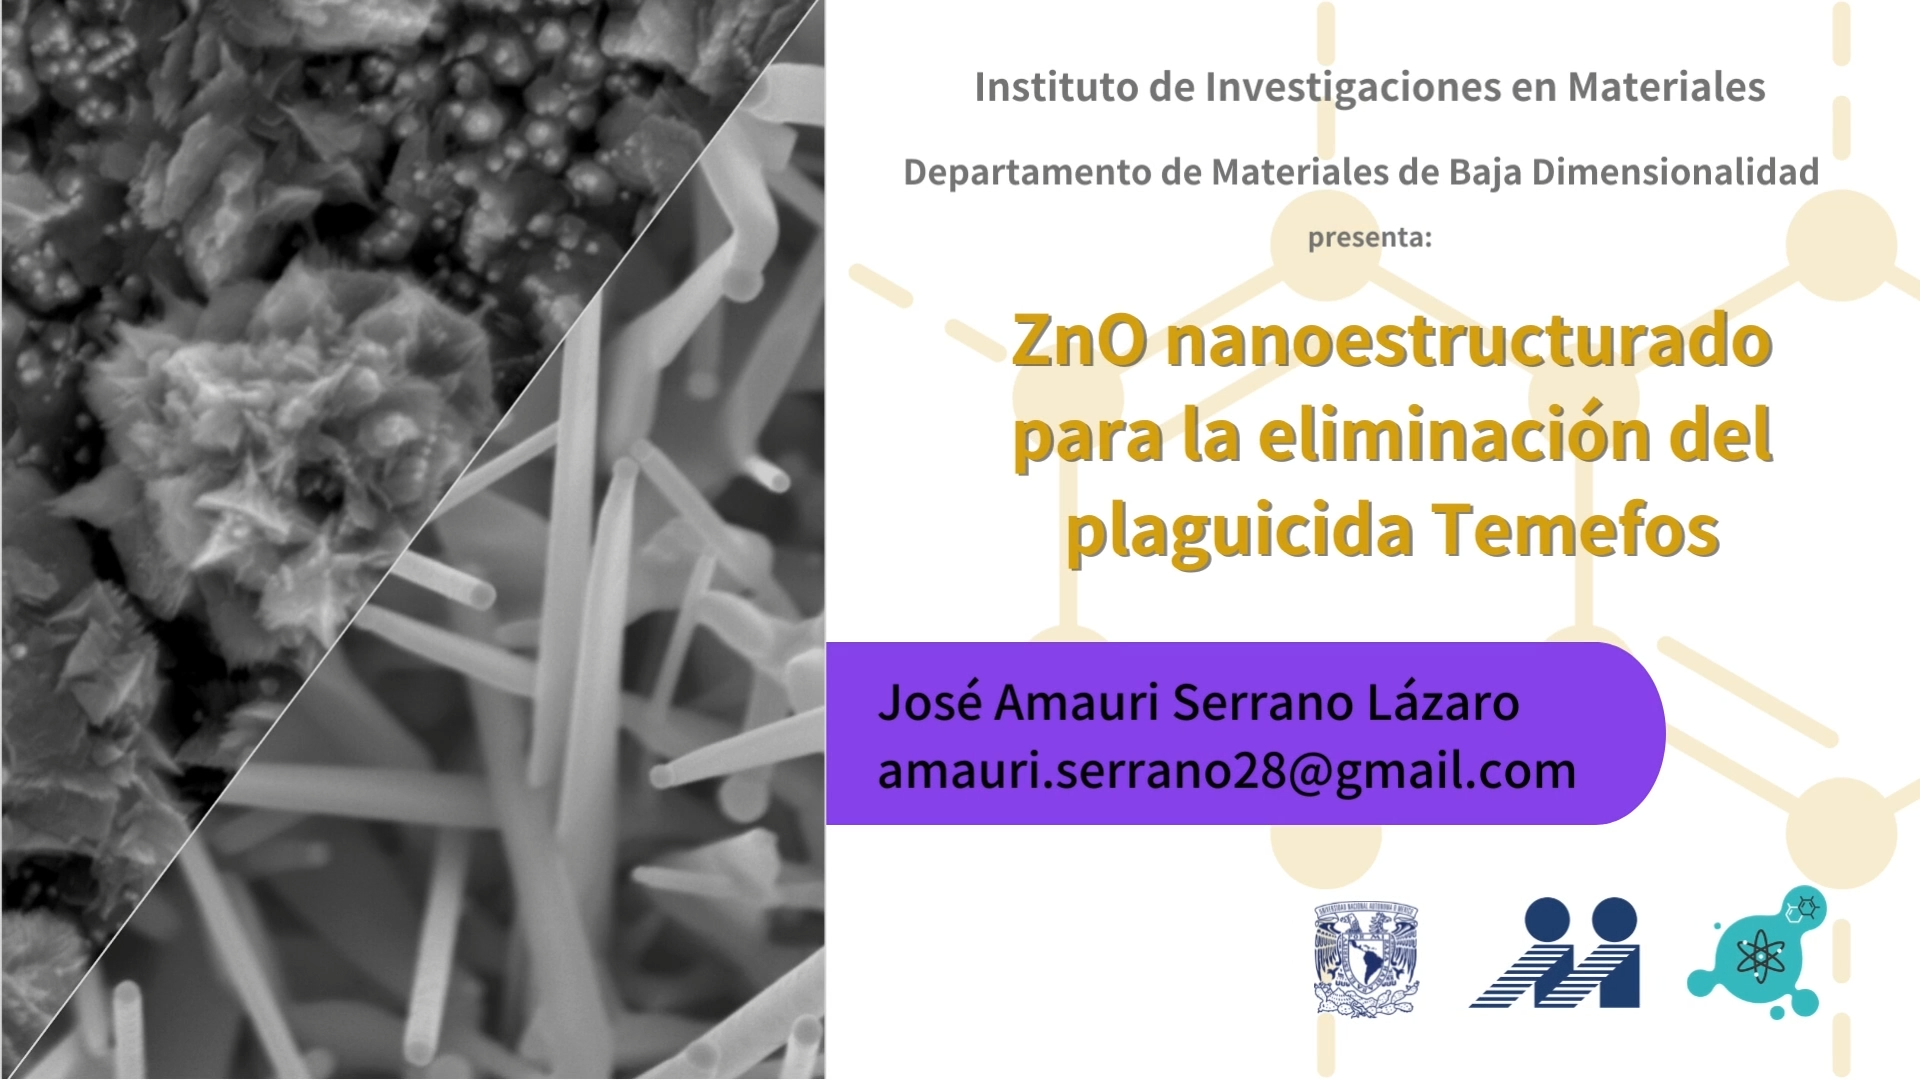 Instituto de Investigaciones en Materiales
Departamento de Materiales de Baja Dimensionalidad
presenta:
ZnO nanoestructurado
para la eliminación del
plaguicida Temefos
José Amauri Serrano Lázaro
amauri.serrano28@gmail.com